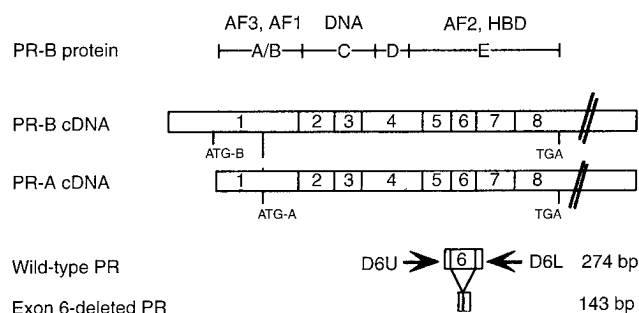 AF3, AF1 DNA AF2, HBD
PR-B protein A/B C D E
PR-B cDNA 1 2 3 4 5 6 7 8
ATG-B TGA
PR-A cDNA 1 2 3 4 5 6 7 8
ATG-A TGA
Wild-type PR D6U 6 D6L 274 bp
Exon 6-deleted PR 143 bp